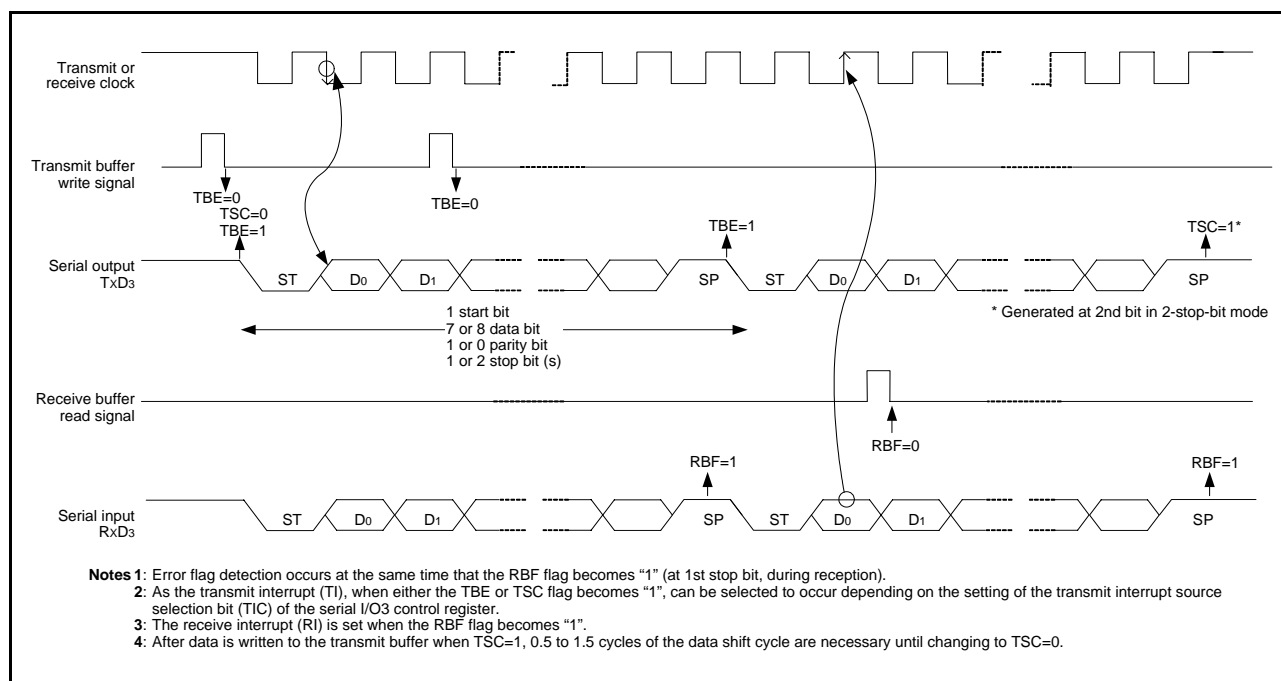 Transmit or
receive clock
Transmit buffer
write signal
TBE=0
TSC=0
TBE=1
TBE=0
TBE=1
TSC=1*
Serial output
TxD3
ST
D0
D1
SP
ST
D0
D1
SP
1 start bit
7 or 8 data bit
1 or 0 parity bit
1 or 2 stop bit (s)
* Generated at 2nd bit in 2-stop-bit mode
Receive buffer
read signal
RBF=0
RBF=1
RBF=1
Serial input
RxD3
ST
D0
D1
SP
ST
D0
D1
SP
Notes 1: Error flag detection occurs at the same time that the RBF flag becomes “1” (at 1st stop bit, during reception).
2: As the transmit interrupt (TI), when either the TBE or TSC flag becomes “1”, can be selected to occur depending on the setting of the transmit interrupt source
selection bit (TIC) of the serial I/O3 control register.
3: The receive interrupt (RI) is set when the RBF flag becomes “1”.
4: After data is written to the transmit buffer when TSC=1, 0.5 to 1.5 cycles of the data shift cycle are necessary until changing to TSC=0.